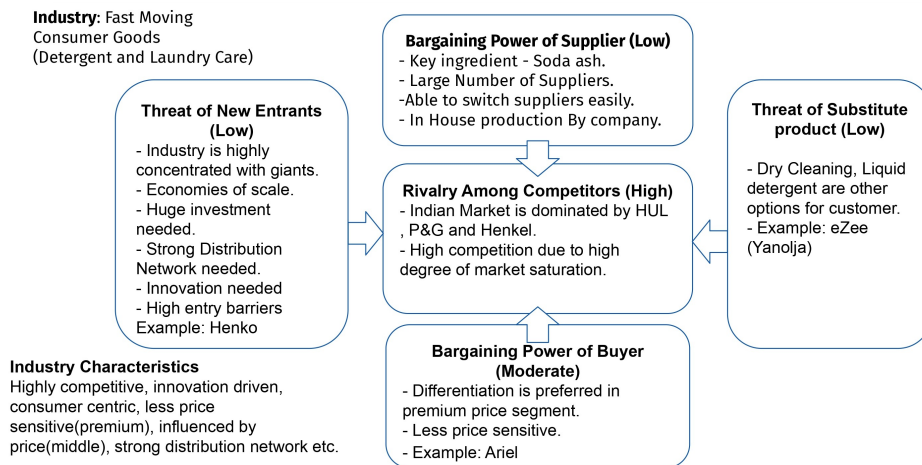 Industry: Fast Moving
Consumer Goods
(Detergent and Laundry Care)
Bargaining Power of Supplier (Low)
- Key ingredient - Soda ash.
- Large Number of Suppliers.
-Able to switch suppliers easily.
- In House production By company.
Threat of New Entrants
(Low)
- Industry is highly
concentrated with giants.
- Economies of scale.
- Huge investment
needed.
- Strong Distribution
Network needed.
- Innovation needed
- High entry barriers
Example: Henko
Rivalry Among Competitors (High)
- Indian Market is dominated by HUL
, P&G and Henkel.
- High competition due to high
degree of market saturation.
Threat of Substitute
product (Low)
- Dry Cleaning, Liquid
detergent are other
options for customer.
- Example: eZee
(Yanolja)
Bargaining Power of Buyer
(Moderate)
- Differentiation is preferred in
premium price segment.
- Less price sensitive.
- Example: Ariel
Industry Characteristics
Highly competitive, innovation driven,
consumer centric, less price
sensitive(premium), influenced by
price(middle), strong distribution network etc.